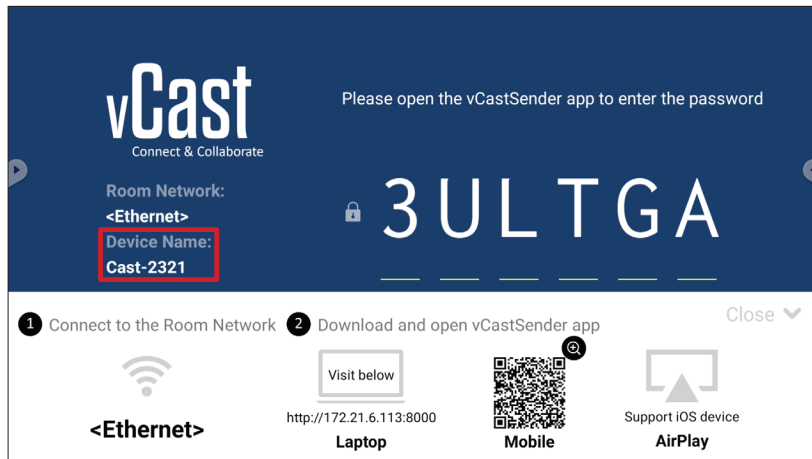 vCast
Connect & Collaborate
Please open the vCastSender app to enter the password
Room Network:
<Ethernet>
Device Name:
Cast-2321
3ULTGA
Close
1 Connect to the Room Network
2 Download and open vCastSender app
<Ethernet>
Visit below
http://172.21.6.113:8000
Laptop
Mobile
Support iOS device
AirPlay